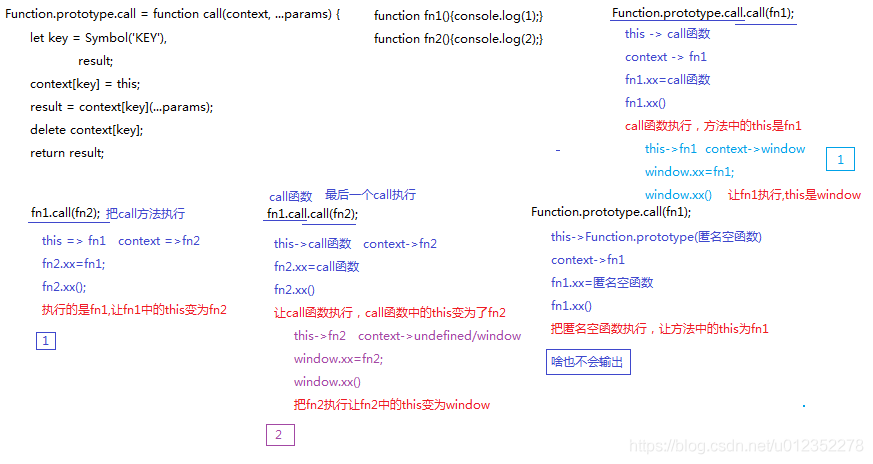 Function.prototype.call = function call(context, ...params) {
let key = Symbol('KEY'),
result;
context[key] = this;
result = context[key](...params);
delete context[key];
return result;
function fn1(){console.log(1);}
function fn2(){console.log(2);}
Function.prototype.call.call(fn1);
this -> call函数
context -> fn1
fn1.xx=call函数
fn1.xx()
call函数执行，方法中的this是fn1
this->fn1 context->window
window.xx=fn1;
window.xx() 让fn1执行,this是window
1
fn1.call(fn2); 把call方法执行
this => fn1 context =>fn2
fn2.xx=fn1;
fn2.xx();
执行的是fn1,让fn1中的this变为fn2
1
call函数 最后一个call执行
fn1.call.call(fn2);
this->call函数 context->fn2
fn2.xx=call函数
fn2.xx()
让call函数执行，call函数中的this变为了fn2
this->fn2 context->undefined/window
window.xx=fn2;
window.xx()
把fn2执行让fn2中的this变为window
2
Function.prototype.call(fn1);
this->Function.prototype(匿名空函数)
context->fn1
fn1.xx=匿名空函数
fn1.xx()
把匿名空函数执行，让方法中的this为fn1
啥也不会输出
https://blog.csdn.net/u012352278